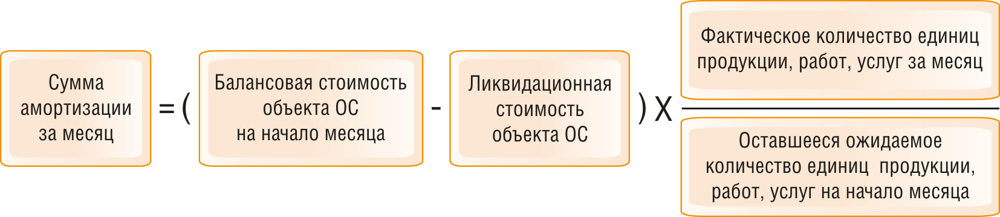 Сумма
амортизации
за месяц
=(
Балансовая стоимость
объекта ОС
на начало месяца
-
Ликвидационная
стоимость
объекта ОС
) X
Фактическое количество единиц
продукции, работ, услуг за месяц
Оставшееся ожидаемое
количество единиц продукции,
работ, услуг на начало месяца